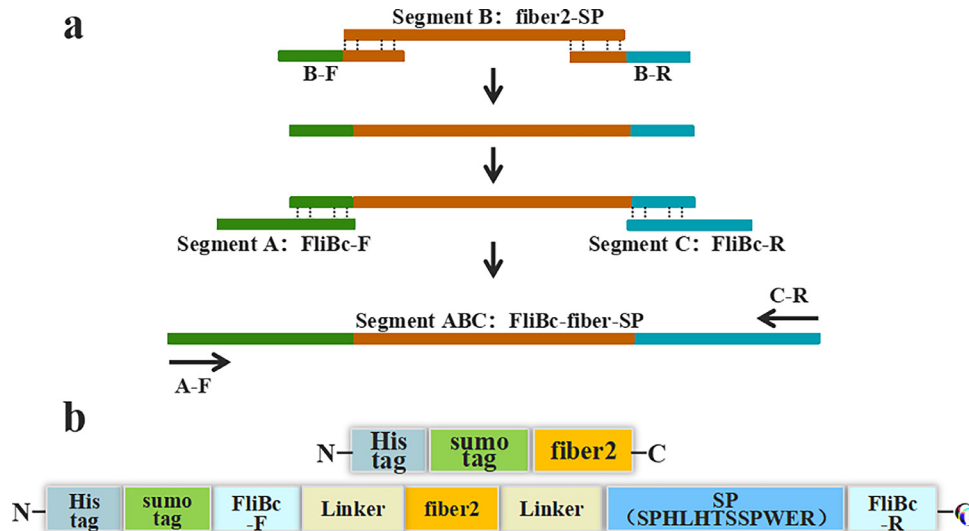 a
Segment B: fiber2-SP
B-F
B-R
Segment A: FliBc-F
Segment C: FliBc-R
C-R
Segment ABC: FliBc-fiber-SP
A-F
b
N
His
tag
sumo
tag
fiber2
C
N
His
tag
sumo
tag
FliBc
-F
Linker
fiber2
Linker
SP
(SPHLHTSSPWER)
FliBc
-R
C